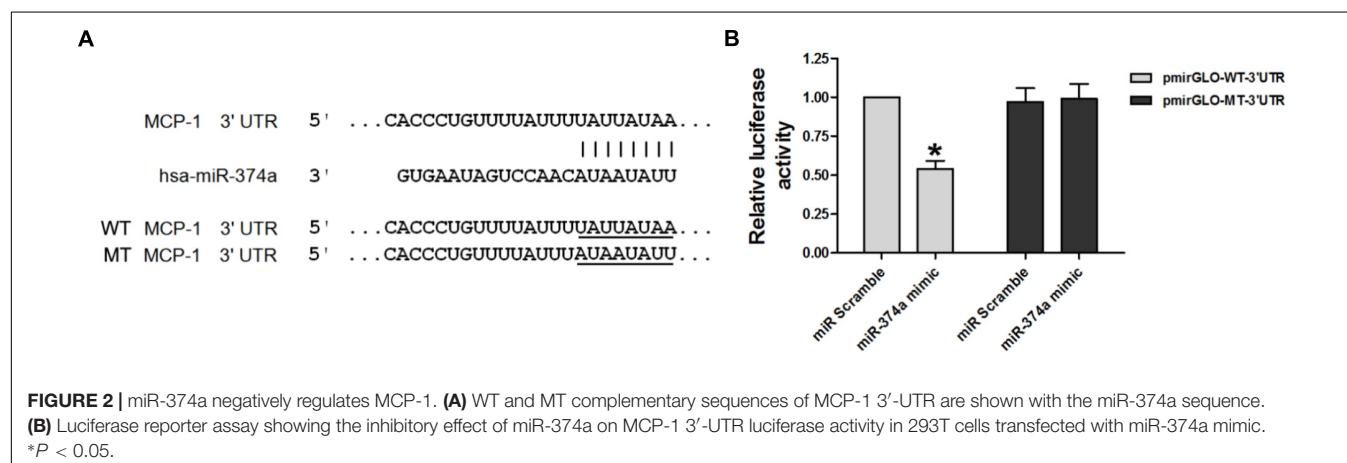 A
MCP-1 3' UTR 5' ...CACCCUGUUUUAUUUUAUUAUAA...
hsa-miR-374a 3' GUGAAUAGUCCAACAUAAUAUU
WT MCP-1 3' UTR 5' ...CACCCUGUUUUAUUUUAUUAUAA...
MT MCP-1 3' UTR 5' ...CACCCUGUUUUAUUUAUAAUAUU...
B
Relative luciferase
activity
1.25
1.00
0.75
0.50
0.25
0.00
*
miR Scramble
miR-374a mimic
miR Scramble
miR-374a mimic
pmirGLO-WT-3'UTR
pmirGLO-MT-3'UTR
FIGURE 2 | miR-374a negatively regulates MCP-1. (A) WT and MT complementary sequences of MCP-1 3′-UTR are shown with the miR-374a sequence.
(B) Luciferase reporter assay showing the inhibitory effect of miR-374a on MCP-1 3′-UTR luciferase activity in 293T cells transfected with miR-374a mimic.
*P < 0.05.